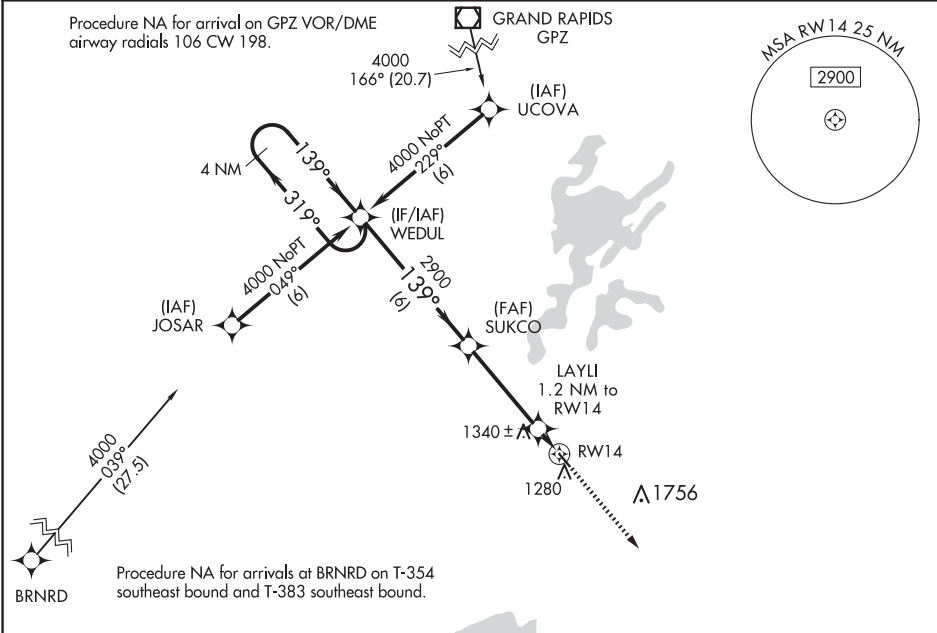 Procedure NA for arrival on GPZ VOR/DME
airway radials 106 CW 198.
GRAND RAPIDS
GPZ
4000
166° (20.7)
(IAF)
UCOVA
MSA RW14 25 NM
2900
4 NM
139°
319°
4000 NoPT
229°
(6)
(IF/IAF)
WEDUL
4000 NoPT
049°
(6)
2900
139°
(6)
(IAF)
JOSAR
(FAF)
SUKCO
LAYLI
1.2 NM to
RW14
1340 ±
RW14
1280
1756
4000
039°
(27.5)
BRNRD
Procedure NA for arrivals at BRNRD on T-354
southeast bound and T-383 southeast bound.